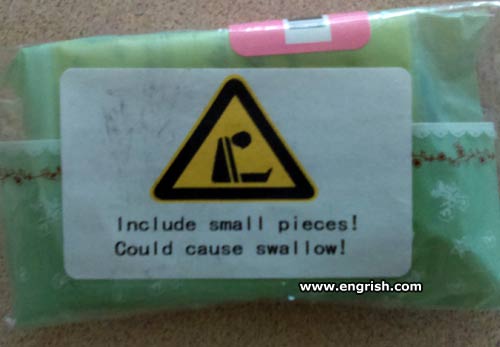 Include small pieces!
Could cause swallow!
www.engrish.com